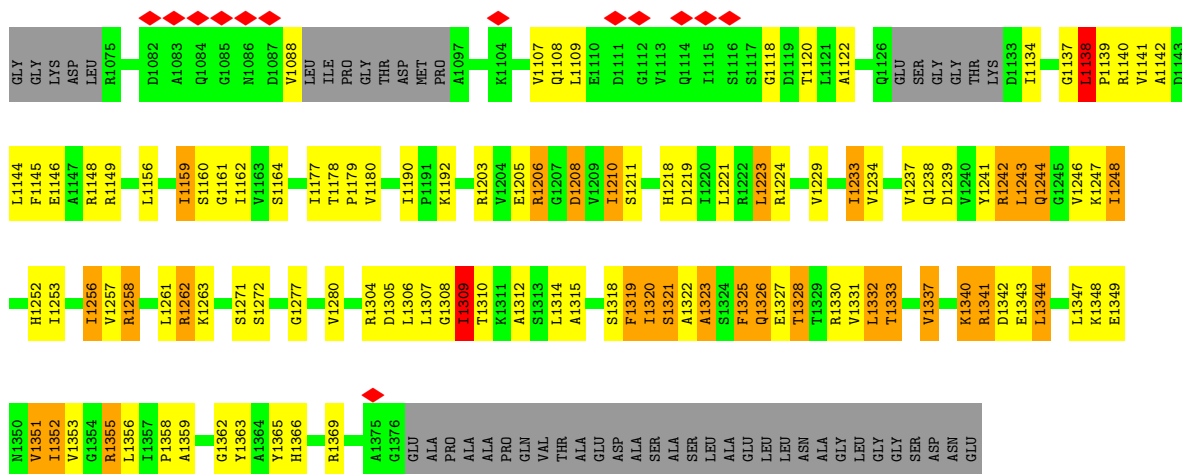 GLY GLY LYS ASP LEU R1075 D1082 A1083 Q1084 G1085 N1086 D1087 V1088 LEU ILE PRO GLY THR ASP MET PRO A1097 K1104 V1107 Q1108 L1109 E1110 D1111 G1112 V1113 Q1114 I1115 S1116 S1117 G1118 D1119 T1120 L1121 A1122 Q1126 GLU SER GLY GLY THR LYS D1133 I1134 G1137 L1138 P1139 R1140 V1141 A1142 D1143
L1144 F1145 E1146 A1147 R1148 R1149 L1156 I1159 S1160 G1161 I1162 V1163 S1164 I1177 T1178 P1179 V1180 I1190 P1191 K1192 R1203 V1204 E1205 R1206 G1207 D1208 V1209 I1210 S1211 H1218 D1219 I1220 L1221 R1222 L1223 R1224 V1229 I1233 V1234 V1237 Q1238 D1239 V1240 Y1241 R1242 L1243 Q1244 G1245 V1246 K1247 I1248
H1252 I1253 I1256 V1257 R1258 L1261 R1262 K1263 S1271 S1272 G1277 V1280 R1304 D1305 L1306 L1307 G1308 I1309 T1310 K1311 A1312 S1313 L1314 A1315 S1318 F1319 I1320 S1321 A1322 A1323 S1324 F1325 Q1326 E1327 T1328 T1329 R1330 V1331 L1332 T1333 V1337 K1340 R1341 D1342 E1343 L1344 L1347 K1348 E1349
N1350 V1351 I1352 V1353 G1354 R1355 L1356 I1357 P1358 A1359 G1362 Y1363 A1364 Y1365 H1366 R1369 A1375 G1376 GLU ALA PRO ALA ALA PRO GLN VAL THR ALA GLU ASP ALA SER ALA SER LEU ALA GLU LEU LEU ASN ALA GLY LEU GLY GLY SER ASP ASN GLU